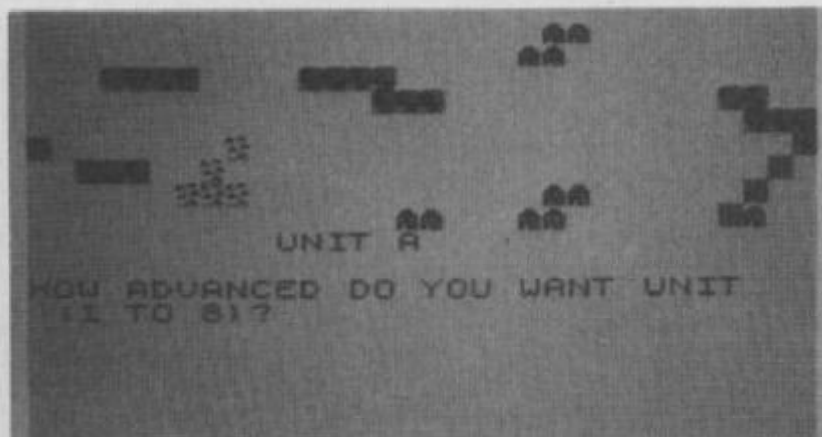 UNIT A
HOW ADVANCED DO YOU WANT UNIT
(1 TO 8)?